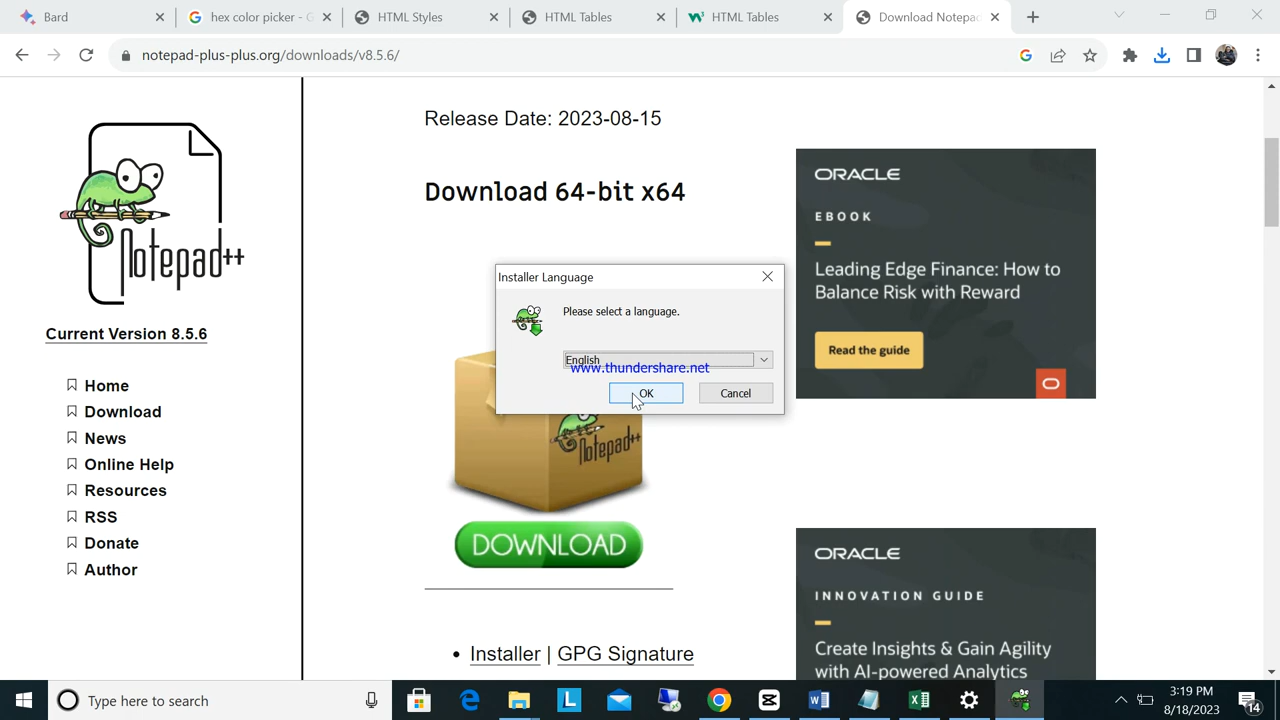 Bard
hex color picker - G
HTML Styles
HTML Tables
HTML Tables
Download Notepad
notepad-plus-plus.org/downloads/v8.5.6/
Notepad++
Current Version 8.5.6
Home
Download
News
Online Help
Resources
RSS
Donate
Author
Release Date: 2023-08-15
Download 64-bit x64
Installer Language
Please select a language.
English
www.thundershare.net
OK
Cancel
Notepad++
DOWNLOAD
Installer | GPG Signature
ORACLE
EBOOK
Leading Edge Finance: How to
Balance Risk with Reward
Read the guide
ORACLE
INNOVATION GUIDE
Create Insights & Gain Agility
with AI-powered Analytics
Type here to search
3:19 PM
8/18/2023
14